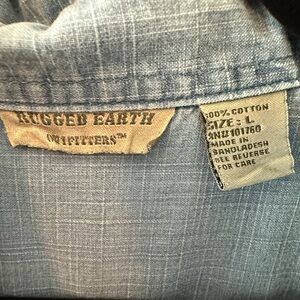 RUGGED EARTH
OUTFITTERS™
100% COTTON
SIZE: L
RN# 101760
MADE IN
BANGLADESH
SEE REVERSE
FOR CARE